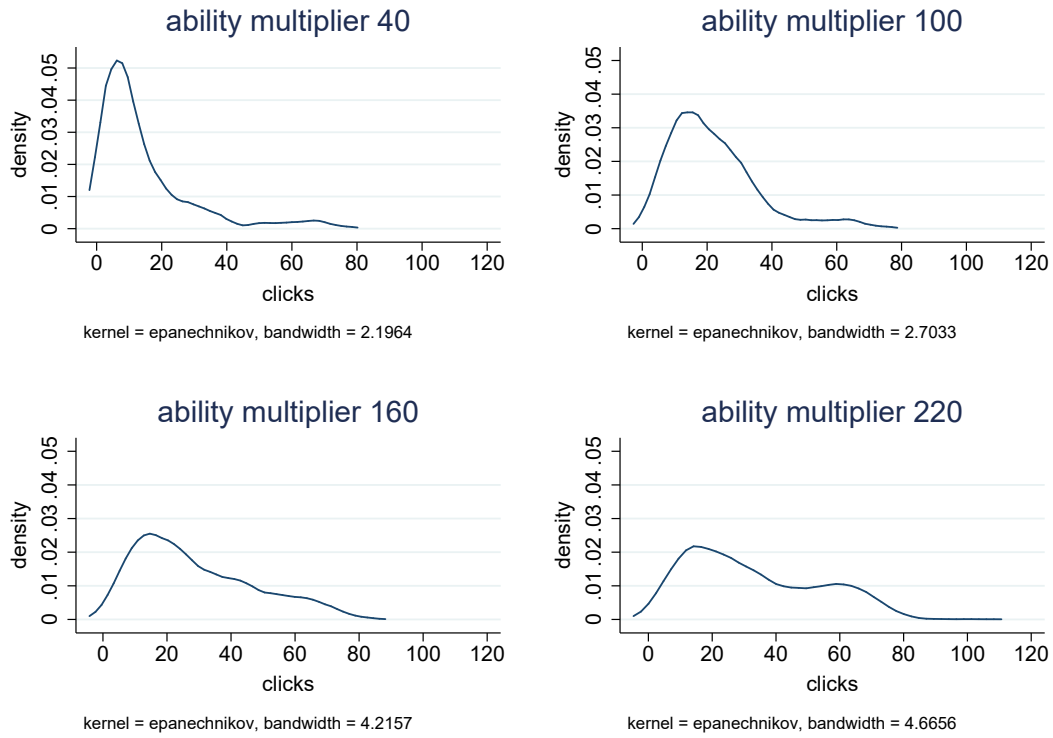 ability multiplier 40
density
0 .01 .02 .03 .04 .05
0 20 40 60 80 100 120
clicks
kernel = epanechnikov, bandwidth = 2.1964
ability multiplier 100
density
0 .01 .02 .03 .04 .05
0 20 40 60 80 100 120
clicks
kernel = epanechnikov, bandwidth = 2.7033
ability multiplier 160
density
0 .01 .02 .03 .04 .05
0 20 40 60 80 100 120
clicks
kernel = epanechnikov, bandwidth = 4.2157
ability multiplier 220
density
0 .01 .02 .03 .04 .05
0 20 40 60 80 100 120
clicks
kernel = epanechnikov, bandwidth = 4.6656